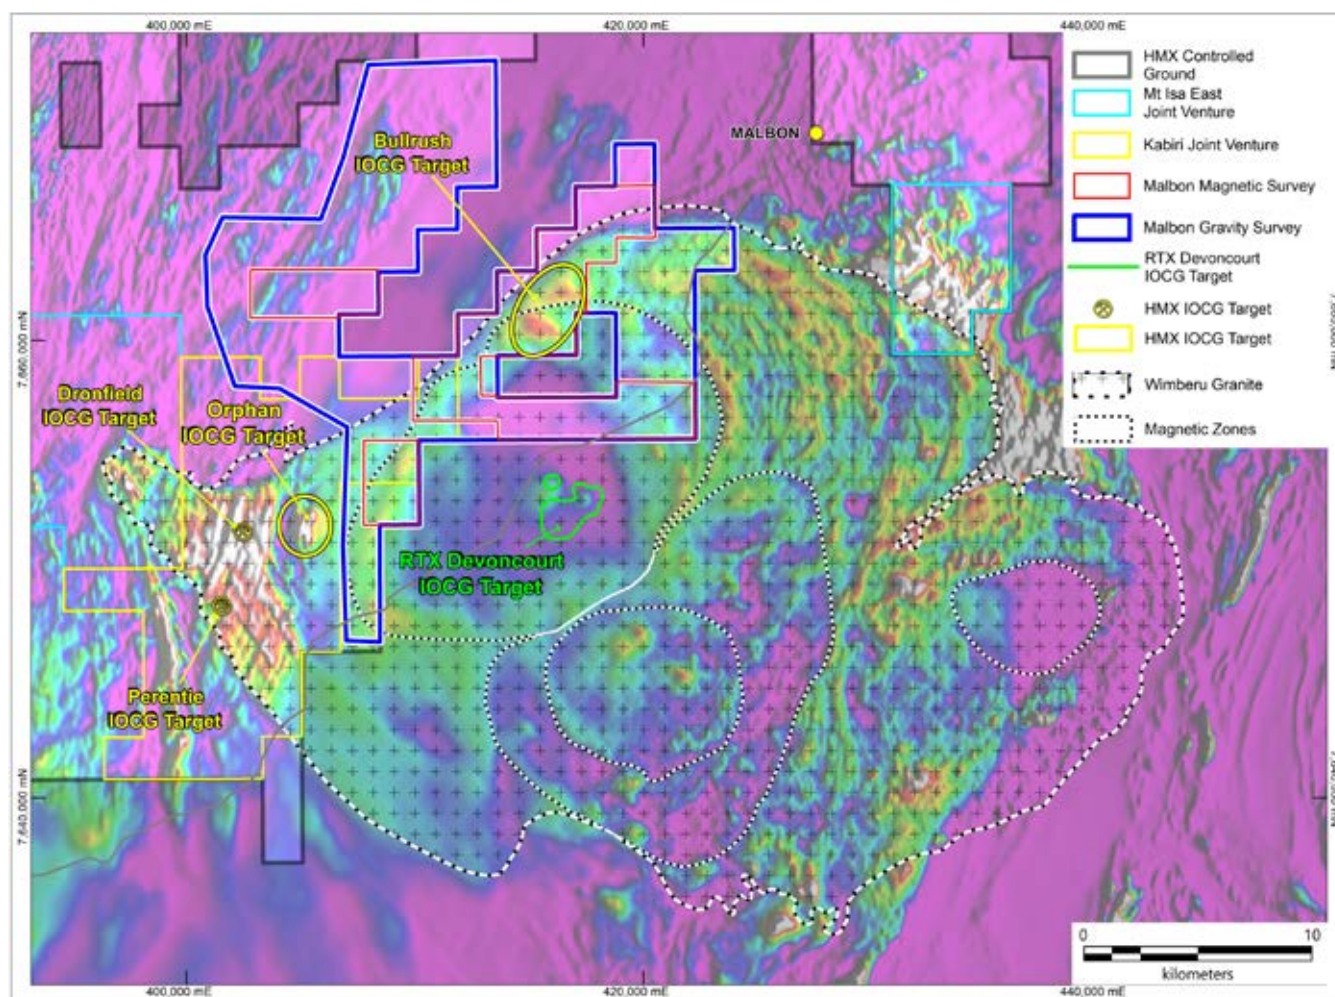 400,000 mE
420,000 mE
440,000 mE
HMX Controlled
Ground
Mt Isa East
Joint Venture
Kabiri Joint Venture
Malbon Magnetic Survey
Malbon Gravity Survey
RTX Devoncourt
IOCG Target
HMX IOCG Target
HMX IOCG Target
Wimberu Granite
Magnetic Zones
MALBON
Bullrush
IOCG Target
7,660,000 mN
Dronfield
IOCG Target
Orphan
IOCG Target
RTX Devoncourt
IOCG Target
Perentie
IOCG Target
7,640,000 mN
0
10
kilometers
400,000 mE
420,000 mE
440,000 mE